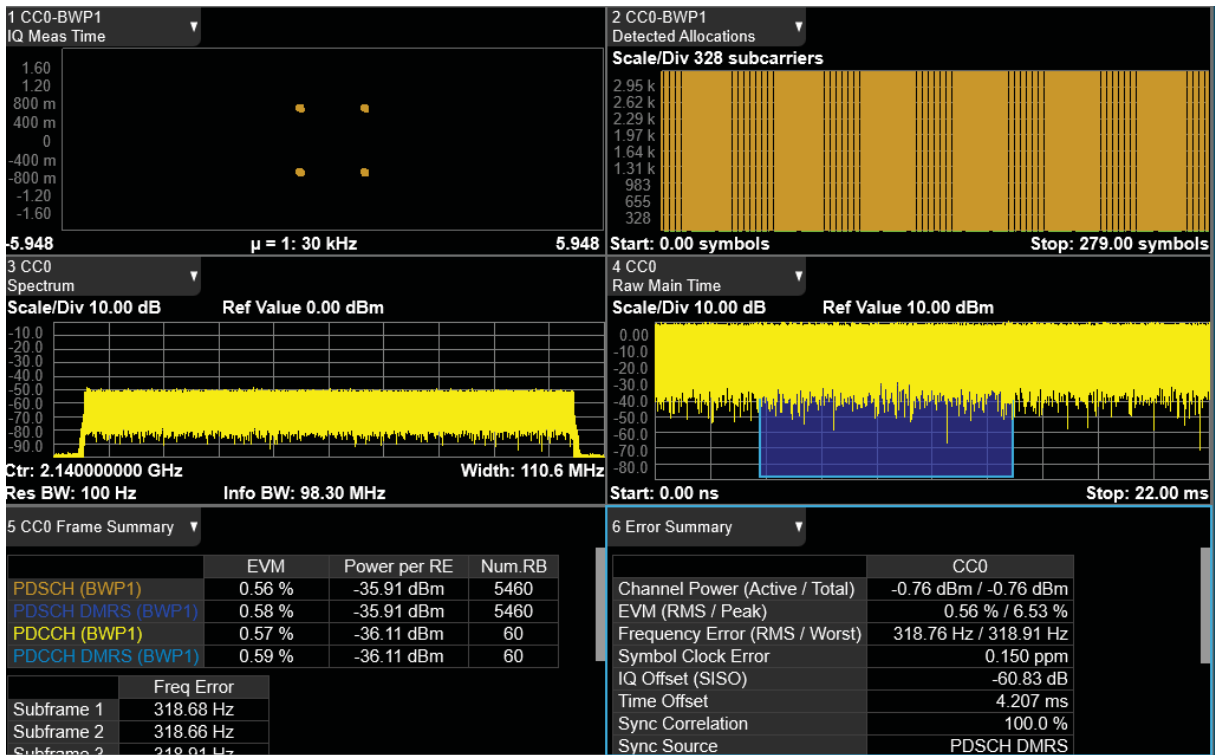 1 CC0-BWP1
IQ Meas Time
1.60
1.20
800 m
400 m
0
-400 m
-800 m
-1.20
-1.60
-5.948 µ = 1: 30 kHz 5.948
2 CC0-BWP1
Detected Allocations
Scale/Div 328 subcarriers
2.95 k
2.62 k
2.29 k
1.97 k
1.64 k
1.31 k
983
655
328
Start: 0.00 symbols Stop: 279.00 symbols
3 CC0
Spectrum
Scale/Div 10.00 dB Ref Value 0.00 dBm
-10.0
-20.0
-30.0
-40.0
-50.0
-60.0
-70.0
-80.0
-90.0
Ctr: 2.140000000 GHz Width: 110.6 MHz
Res BW: 100 Hz Info BW: 98.30 MHz
4 CC0
Raw Main Time
Scale/Div 10.00 dB Ref Value 10.00 dBm
0.00
-10.0
-20.0
-30.0
-40.0
-50.0
-60.0
-70.0
-80.0
Start: 0.00 ns Stop: 22.00 ms
5 CC0 Frame Summary
EVM Power per RE Num.RB
PDSCH (BWP1) 0.56 % -35.91 dBm 5460
PDSCH DMRS (BWP1) 0.58 % -35.91 dBm 5460
PDCCH (BWP1) 0.57 % -36.11 dBm 60
PDCCH DMRS (BWP1) 0.59 % -36.11 dBm 60
Freq Error
Subframe 1 318.68 Hz
Subframe 2 318.66 Hz
Subframe 3 318.91 Hz
6 Error Summary
CC0
Channel Power (Active / Total) -0.76 dBm / -0.76 dBm
EVM (RMS / Peak) 0.56 % / 6.53 %
Frequency Error (RMS / Worst) 318.76 Hz / 318.91 Hz
Symbol Clock Error 0.150 ppm
IQ Offset (SISO) -60.83 dB
Time Offset 4.207 ms
Sync Correlation 100.0 %
Sync Source PDSCH DMRS